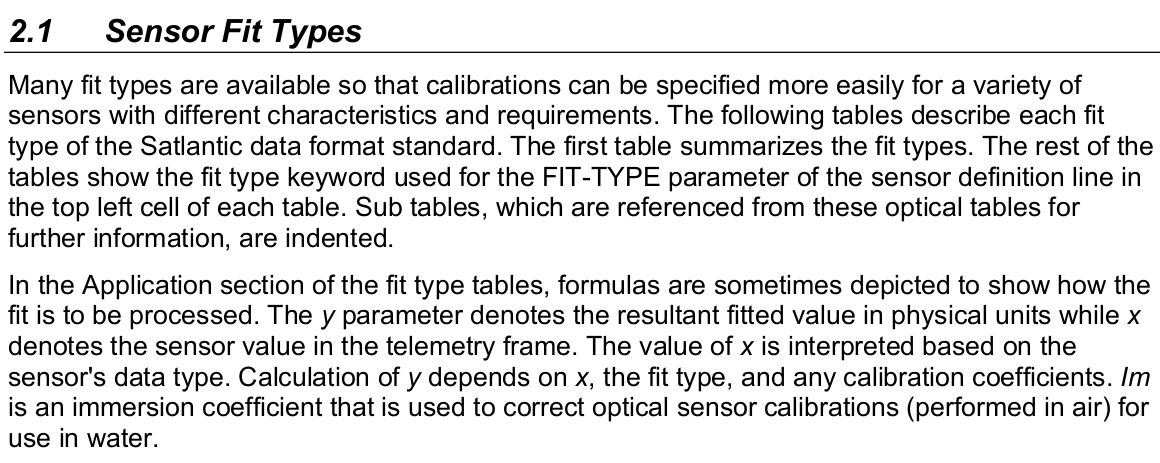 2.1 Sensor Fit Types
Many fit types are available so that calibrations can be specified more easily for a variety of
sensors with different characteristics and requirements. The following tables describe each fit
type of the Satlantic data format standard. The first table summarizes the fit types. The rest of the
tables show the fit type keyword used for the FIT-TYPE parameter of the sensor definition line in
the top left cell of each table. Sub tables, which are referenced from these optical tables for
further information, are indented.
In the Application section of the fit type tables, formulas are sometimes depicted to show how the
fit is to be processed. The y parameter denotes the resultant fitted value in physical units while x
denotes the sensor value in the telemetry frame. The value of x is interpreted based on the
sensor's data type. Calculation of y depends on x, the fit type, and any calibration coefficients. Im
is an immersion coefficient that is used to correct optical sensor calibrations (performed in air) for
use in water.